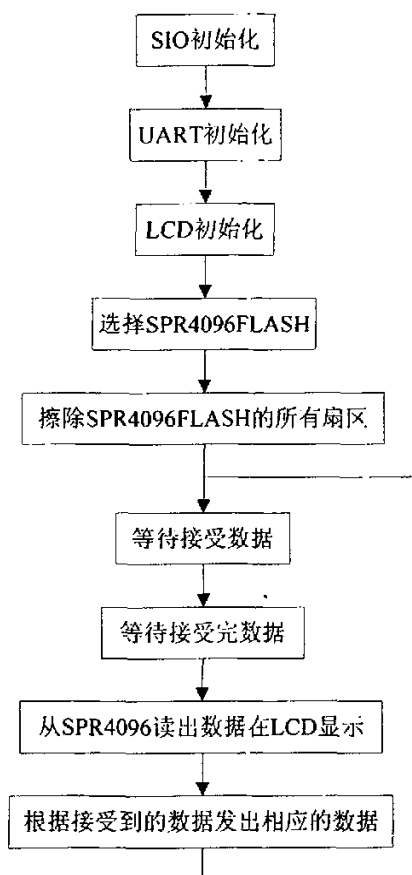 SIO初始化
UART初始化
LCD初始化
选择SPR4096FLASH
擦除SPR4096FLASH的所有扇区
等待接受数据
等待接受完数据
从SPR4096读出数据在LCD显示
根据接受到的数据发出相应的数据